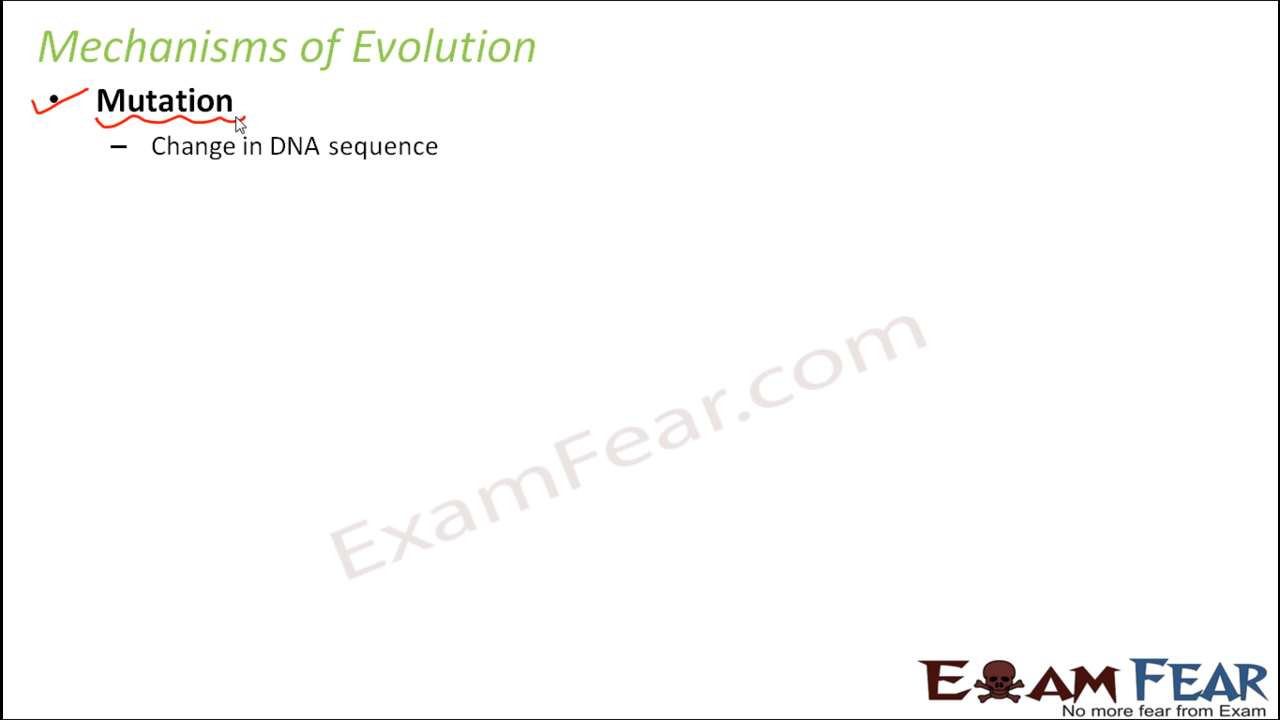 Mechanisms of Evolution
• Mutation
– Change in DNA sequence
ExamFear.com
EXAM FEAR
No more fear from Exam